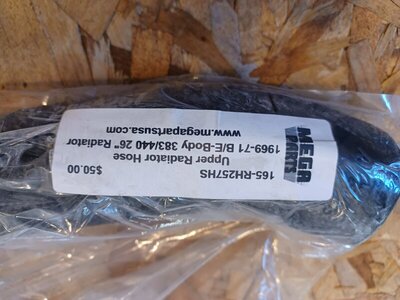 MEGA
PARTS
165-RH257HS
Upper Radiator Hose
1969-71 B/E-Body 383/440 26" Radiator
www.megapartsusa.com
$50.00